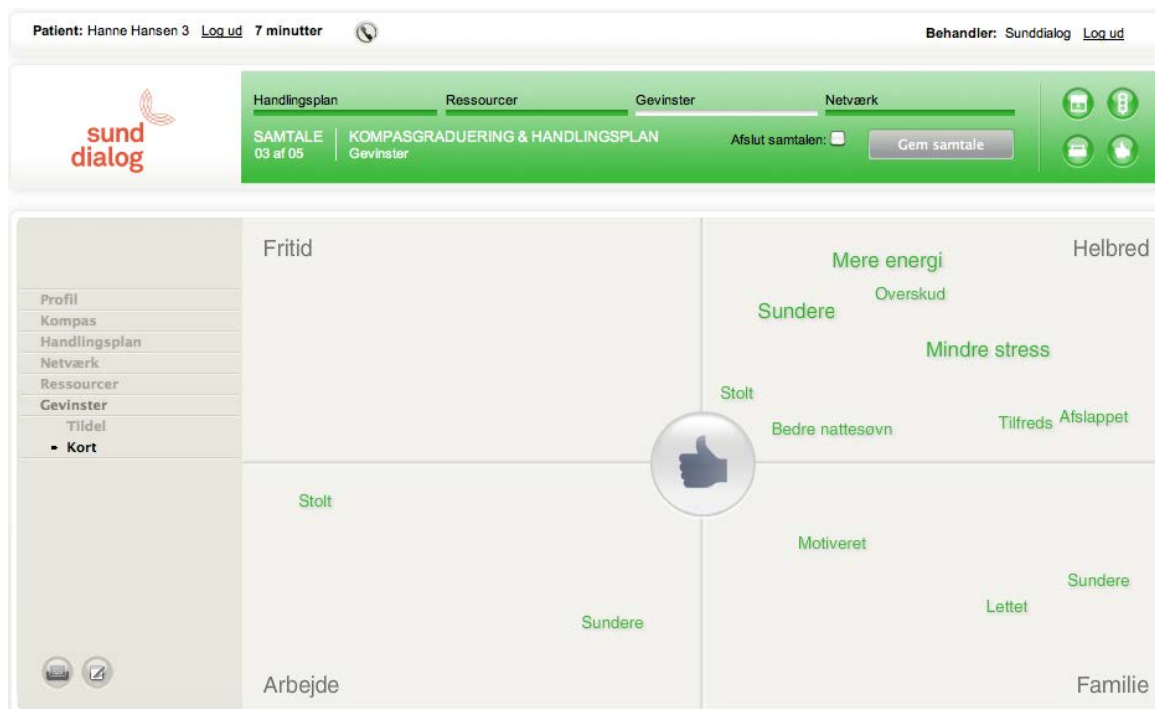 Patient: Hanne Hansen 3 Log ud 7 minutter
Behandler: Sunddialog Log ud
sund
dialog
Handlingsplan Ressourcer Gevinster Netværk
SAMTALE KOMPASGRADUERING & HANDLINGSPLAN
03 af 05 Gevinster
Afslut samtalen:
Gem samtale
Profil
Kompas
Handlingsplan
Netværk
Ressourcer
Gevinster
Tildel
Kort
Fritid
Helbred
Mere energi
Overskud
Sundere
Mindre stress
Stolt
Bedre nattesøvn
Tilfreds
Afslappet
Stolt
Sundere
Arbejde
Motiveret
Sundere
Lettet
Familie